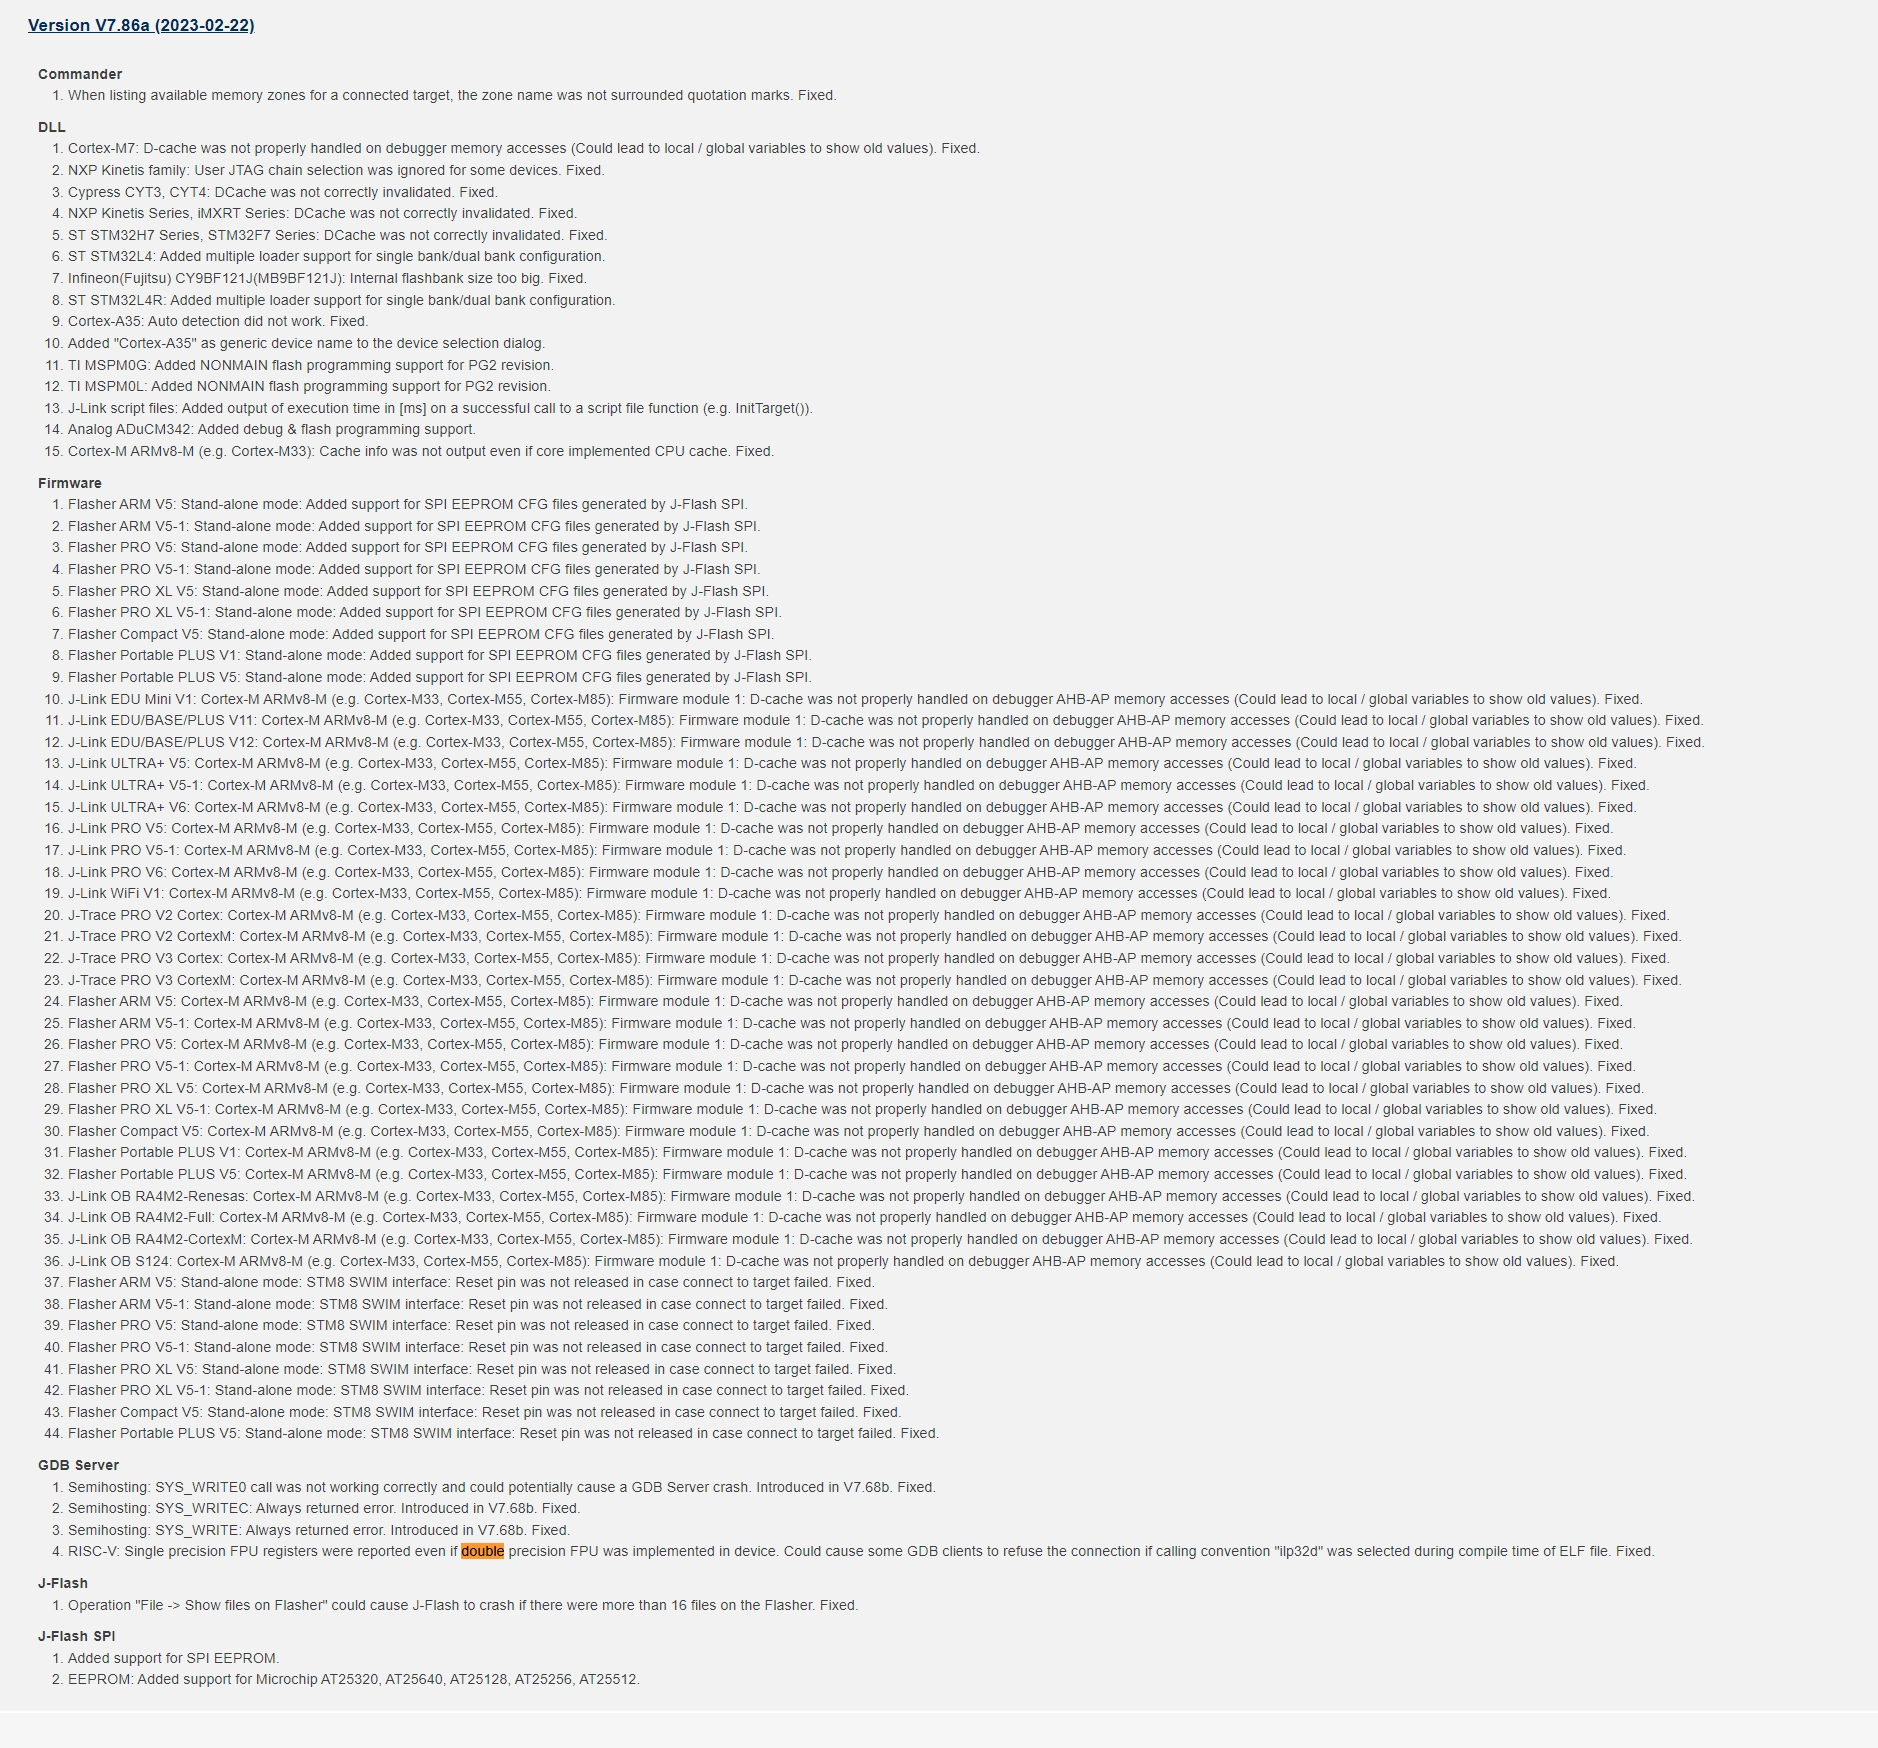 Version V7.86a (2023-02-22)
Commander
1. When listing available memory zones for a connected target, the zone name was not surrounded quotation marks. Fixed.
DLL
1. Cortex-M7: D-cache was not properly handled on debugger memory accesses (Could lead to local / global variables to show old values). Fixed.
2. NXP Kinetis family: User JTAG chain selection was ignored for some devices. Fixed.
3. Cypress CYT3, CYT4: DCache was not correctly invalidated. Fixed.
4. NXP Kinetis Series, iMXRT Series: DCache was not correctly invalidated. Fixed.
5. ST STM32H7 Series, STM32F7 Series: DCache was not correctly invalidated. Fixed.
6. ST STM32L4: Added multiple loader support for single bank/dual bank configuration.
7. Infineon(Fujitsu) CY9BF121J(MB9BF121J): Internal flashbank size too big. Fixed.
8. ST STM32L4R: Added multiple loader support for single bank/dual bank configuration.
9. Cortex-A35: Auto detection did not work. Fixed.
10. Added "Cortex-A35" as generic device name to the device selection dialog.
11. TI MSPM0G: Added NONMAIN flash programming support for PG2 revision.
12. TI MSPM0L: Added NONMAIN flash programming support for PG2 revision.
13. J-Link script files: Added output of execution time in [ms] on a successful call to a script file function (e.g. InitTarget()).
14. Analog ADuCM342: Added debug & flash programming support.
15. Cortex-M ARMv8-M (e.g. Cortex-M33): Cache info was not output even if core implemented CPU cache. Fixed.
Firmware
1. Flasher ARM V5: Stand-alone mode: Added support for SPI EEPROM CFG files generated by J-Flash SPI.
2. Flasher ARM V5-1: Stand-alone mode: Added support for SPI EEPROM CFG files generated by J-Flash SPI.
3. Flasher PRO V5: Stand-alone mode: Added support for SPI EEPROM CFG files generated by J-Flash SPI.
4. Flasher PRO V5-1: Stand-alone mode: Added support for SPI EEPROM CFG files generated by J-Flash SPI.
5. Flasher PRO XL V5: Stand-alone mode: Added support for SPI EEPROM CFG files generated by J-Flash SPI.
6. Flasher PRO XL V5-1: Stand-alone mode: Added support for SPI EEPROM CFG files generated by J-Flash SPI.
7. Flasher Compact V5: Stand-alone mode: Added support for SPI EEPROM CFG files generated by J-Flash SPI.
8. Flasher Portable PLUS V1: Stand-alone mode: Added support for SPI EEPROM CFG files generated by J-Flash SPI.
9. Flasher Portable PLUS V5: Stand-alone mode: Added support for SPI EEPROM CFG files generated by J-Flash SPI.
10. J-Link EDU Mini V1: Cortex-M ARMv8-M (e.g. Cortex-M33, Cortex-M55, Cortex-M85): Firmware module 1: D-cache was not properly handled on debugger AHB-AP memory accesses (Could lead to local / global variables to show old values). Fixed.
11. J-Link EDU/BASE/PLUS V11: Cortex-M ARMv8-M (e.g. Cortex-M33, Cortex-M55, Cortex-M85): Firmware module 1: D-cache was not properly handled on debugger AHB-AP memory accesses (Could lead to local / global variables to show old values). Fixed.
12. J-Link EDU/BASE/PLUS V12: Cortex-M ARMv8-M (e.g. Cortex-M33, Cortex-M55, Cortex-M85): Firmware module 1: D-cache was not properly handled on debugger AHB-AP memory accesses (Could lead to local / global variables to show old values). Fixed.
13. J-Link ULTRA+ V5: Cortex-M ARMv8-M (e.g. Cortex-M33, Cortex-M55, Cortex-M85): Firmware module 1: D-cache was not properly handled on debugger AHB-AP memory accesses (Could lead to local / global variables to show old values). Fixed.
14. J-Link ULTRA+ V5-1: Cortex-M ARMv8-M (e.g. Cortex-M33, Cortex-M55, Cortex-M85): Firmware module 1: D-cache was not properly handled on debugger AHB-AP memory accesses (Could lead to local / global variables to show old values). Fixed.
15. J-Link ULTRA+ V6: Cortex-M ARMv8-M (e.g. Cortex-M33, Cortex-M55, Cortex-M85): Firmware module 1: D-cache was not properly handled on debugger AHB-AP memory accesses (Could lead to local / global variables to show old values). Fixed.
16. J-Link PRO V5: Cortex-M ARMv8-M (e.g. Cortex-M33, Cortex-M55, Cortex-M85): Firmware module 1: D-cache was not properly handled on debugger AHB-AP memory accesses (Could lead to local / global variables to show old values). Fixed.
17. J-Link PRO V5-1: Cortex-M ARMv8-M (e.g. Cortex-M33, Cortex-M55, Cortex-M85): Firmware module 1: D-cache was not properly handled on debugger AHB-AP memory accesses (Could lead to local / global variables to show old values). Fixed.
18. J-Link PRO V6: Cortex-M ARMv8-M (e.g. Cortex-M33, Cortex-M55, Cortex-M85): Firmware module 1: D-cache was not properly handled on debugger AHB-AP memory accesses (Could lead to local / global variables to show old values). Fixed.
19. J-Link WiFi V1: Cortex-M ARMv8-M (e.g. Cortex-M33, Cortex-M55, Cortex-M85): Firmware module 1: D-cache was not properly handled on debugger AHB-AP memory accesses (Could lead to local / global variables to show old values). Fixed.
20. J-Trace PRO V2 Cortex: Cortex-M ARMv8-M (e.g. Cortex-M33, Cortex-M55, Cortex-M85): Firmware module 1: D-cache was not properly handled on debugger AHB-AP memory accesses (Could lead to local / global variables to show old values). Fixed.
21. J-Trace PRO V2 CortexM: Cortex-M ARMv8-M (e.g. Cortex-M33, Cortex-M55, Cortex-M85): Firmware module 1: D-cache was not properly handled on debugger AHB-AP memory accesses (Could lead to local / global variables to show old values). Fixed.
22. J-Trace PRO V3 Cortex: Cortex-M ARMv8-M (e.g. Cortex-M33, Cortex-M55, Cortex-M85): Firmware module 1: D-cache was not properly handled on debugger AHB-AP memory accesses (Could lead to local / global variables to show old values). Fixed.
23. J-Trace PRO V3 CortexM: Cortex-M ARMv8-M (e.g. Cortex-M33, Cortex-M55, Cortex-M85): Firmware module 1: D-cache was not properly handled on debugger AHB-AP memory accesses (Could lead to local / global variables to show old values). Fixed.
24. Flasher ARM V5: Cortex-M ARMv8-M (e.g. Cortex-M33, Cortex-M55, Cortex-M85): Firmware module 1: D-cache was not properly handled on debugger AHB-AP memory accesses (Could lead to local / global variables to show old values). Fixed.
25. Flasher ARM V5-1: Cortex-M ARMv8-M (e.g. Cortex-M33, Cortex-M55, Cortex-M85): Firmware module 1: D-cache was not properly handled on debugger AHB-AP memory accesses (Could lead to local / global variables to show old values). Fixed.
26. Flasher PRO V5: Cortex-M ARMv8-M (e.g. Cortex-M33, Cortex-M55, Cortex-M85): Firmware module 1: D-cache was not properly handled on debugger AHB-AP memory accesses (Could lead to local / global variables to show old values). Fixed.
27. Flasher PRO V5-1: Cortex-M ARMv8-M (e.g. Cortex-M33, Cortex-M55, Cortex-M85): Firmware module 1: D-cache was not properly handled on debugger AHB-AP memory accesses (Could lead to local / global variables to show old values). Fixed.
28. Flasher PRO XL V5: Cortex-M ARMv8-M (e.g. Cortex-M33, Cortex-M55, Cortex-M85): Firmware module 1: D-cache was not properly handled on debugger AHB-AP memory accesses (Could lead to local / global variables to show old values). Fixed.
29. Flasher PRO XL V5-1: Cortex-M ARMv8-M (e.g. Cortex-M33, Cortex-M55, Cortex-M85): Firmware module 1: D-cache was not properly handled on debugger AHB-AP memory accesses (Could lead to local / global variables to show old values). Fixed.
30. Flasher Compact V5: Cortex-M ARMv8-M (e.g. Cortex-M33, Cortex-M55, Cortex-M85): Firmware module 1: D-cache was not properly handled on debugger AHB-AP memory accesses (Could lead to local / global variables to show old values). Fixed.
31. Flasher Portable PLUS V1: Cortex-M ARMv8-M (e.g. Cortex-M33, Cortex-M55, Cortex-M85): Firmware module 1: D-cache was not properly handled on debugger AHB-AP memory accesses (Could lead to local / global variables to show old values). Fixed.
32. Flasher Portable PLUS V5: Cortex-M ARMv8-M (e.g. Cortex-M33, Cortex-M55, Cortex-M85): Firmware module 1: D-cache was not properly handled on debugger AHB-AP memory accesses (Could lead to local / global variables to show old values). Fixed.
33. J-Link OB RA4M2-Renesas: Cortex-M ARMv8-M (e.g. Cortex-M33, Cortex-M55, Cortex-M85): Firmware module 1: D-cache was not properly handled on debugger AHB-AP memory accesses (Could lead to local / global variables to show old values). Fixed.
34. J-Link OB RA4M2-Full: Cortex-M ARMv8-M (e.g. Cortex-M33, Cortex-M55, Cortex-M85): Firmware module 1: D-cache was not properly handled on debugger AHB-AP memory accesses (Could lead to local / global variables to show old values). Fixed.
35. J-Link OB RA4M2-CortexM: Cortex-M ARMv8-M (e.g. Cortex-M33, Cortex-M55, Cortex-M85): Firmware module 1: D-cache was not properly handled on debugger AHB-AP memory accesses (Could lead to local / global variables to show old values). Fixed.
36. J-Link OB S124: Cortex-M ARMv8-M (e.g. Cortex-M33, Cortex-M55, Cortex-M85): Firmware module 1: D-cache was not properly handled on debugger AHB-AP memory accesses (Could lead to local / global variables to show old values). Fixed.
37. Flasher ARM V5: Stand-alone mode: STM8 SWIM interface: Reset pin was not released in case connect to target failed. Fixed.
38. Flasher ARM V5-1: Stand-alone mode: STM8 SWIM interface: Reset pin was not released in case connect to target failed. Fixed.
39. Flasher PRO V5: Stand-alone mode: STM8 SWIM interface: Reset pin was not released in case connect to target failed. Fixed.
40. Flasher PRO V5-1: Stand-alone mode: STM8 SWIM interface: Reset pin was not released in case connect to target failed. Fixed.
41. Flasher PRO XL V5: Stand-alone mode: STM8 SWIM interface: Reset pin was not released in case connect to target failed. Fixed.
42. Flasher PRO XL V5-1: Stand-alone mode: STM8 SWIM interface: Reset pin was not released in case connect to target failed. Fixed.
43. Flasher Compact V5: Stand-alone mode: STM8 SWIM interface: Reset pin was not released in case connect to target failed. Fixed.
44. Flasher Portable PLUS V5: Stand-alone mode: STM8 SWIM interface: Reset pin was not released in case connect to target failed. Fixed.
GDB Server
1. Semihosting: SYS_WRITE0 call was not working correctly and could potentially cause a GDB Server crash. Introduced in V7.68b. Fixed.
2. Semihosting: SYS_WRITEC: Always returned error. Introduced in V7.68b. Fixed.
3. Semihosting: SYS_WRITE: Always returned error. Introduced in V7.68b. Fixed.
4. RISC-V: Single precision FPU registers were reported even if double precision FPU was implemented in device. Could cause some GDB clients to refuse the connection if calling convention "ilp32d" was selected during compile time of ELF file. Fixed.
J-Flash
1. Operation "File -> Show files on Flasher" could cause J-Flash to crash if there were more than 16 files on the Flasher. Fixed.
J-Flash SPI
1. Added support for SPI EEPROM.
2. EEPROM: Added support for Microchip AT25320, AT25640, AT25128, AT25256, AT25512.